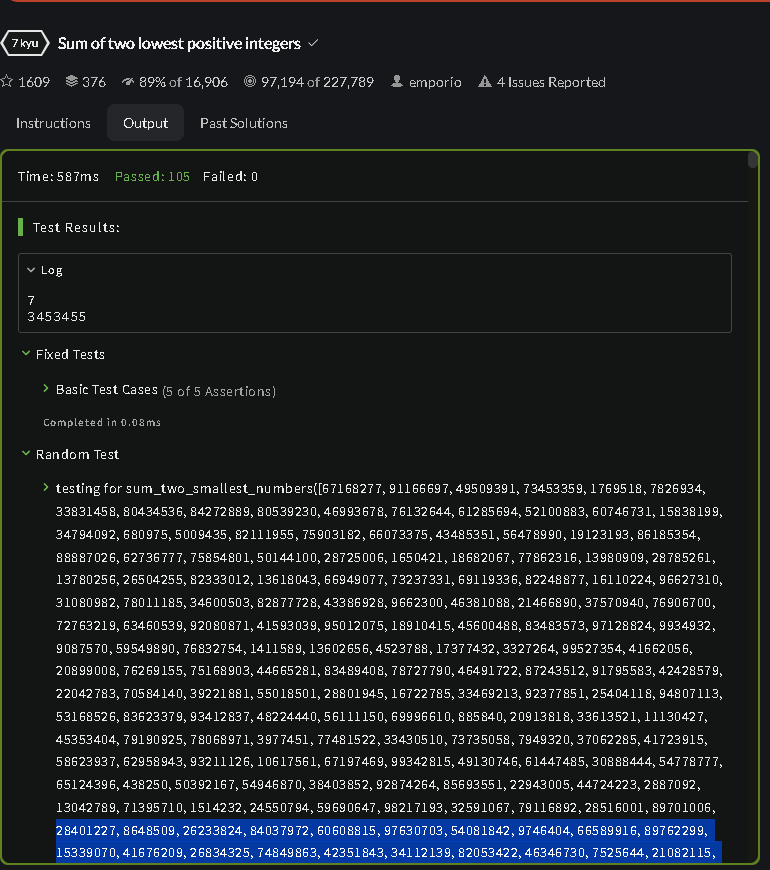 7 kyu Sum of two lowest positive integers
1609 376 89% of 16,906 97,194 of 227,789 emporio 4 Issues Reported
Instructions Output Past Solutions
Time: 587ms Passed: 105 Failed: 0
Test Results:
Log
7
3453455
Fixed Tests
Basic Test Cases (5 of 5 Assertions)
Completed in 0.08ms
Random Test
testing for sum_two_smallest_numbers([67168277, 91166697, 49509391, 73453359, 1769518, 7826934,
33831458, 80434536, 84272889, 80539230, 46993678, 76132644, 61285694, 52100883, 60746731, 15838199,
34794092, 680975, 5009435, 82111955, 75903182, 66073375, 43485351, 56478990, 19123193, 86185354,
88887026, 62736777, 75854801, 50144100, 28725006, 1650421, 18682067, 77862316, 13980909, 28785261,
13780256, 26504255, 82333012, 13618043, 66949077, 73237331, 69119336, 82248877, 16110224, 96627310,
31080982, 78011185, 34600503, 82877728, 43386928, 9662300, 46381088, 21466890, 37570940, 76906700,
72763219, 63460539, 92080871, 41593039, 95012075, 18910415, 45600488, 83483573, 97128824, 9934932,
9087570, 59549890, 76832754, 1411589, 13602656, 4523788, 17377432, 3327264, 99527354, 41662056,
20899008, 76269155, 75168903, 44665281, 83489408, 78727790, 46491722, 87243512, 91795583, 42428579,
22042783, 70584140, 39221881, 55018501, 28801945, 16722785, 33469213, 92377851, 25404118, 94807113,
53168526, 83623379, 93412837, 48224440, 56111150, 69996610, 885840, 20913818, 33613521, 11130427,
45353404, 79190925, 78068971, 3977451, 77481522, 33430510, 73735058, 7949320, 37062285, 41723915,
58623937, 62958943, 93211126, 10617561, 67197469, 99342815, 49130746, 61447485, 30888444, 54778777,
65124396, 438250, 50392167, 54946870, 38403852, 92874264, 85693551, 22943005, 44724223, 2887092,
13042789, 71395710, 1514232, 24550794, 59690647, 98217193, 32591067, 79116892, 28516001, 89701006,
28401227, 8648509, 26233824, 84037972, 60608815, 97630703, 54081842, 9746404, 66589916, 89762299,
15339070, 41676209, 26834325, 74849863, 42351843, 34112139, 82053422, 46346730, 7525644, 21082115,